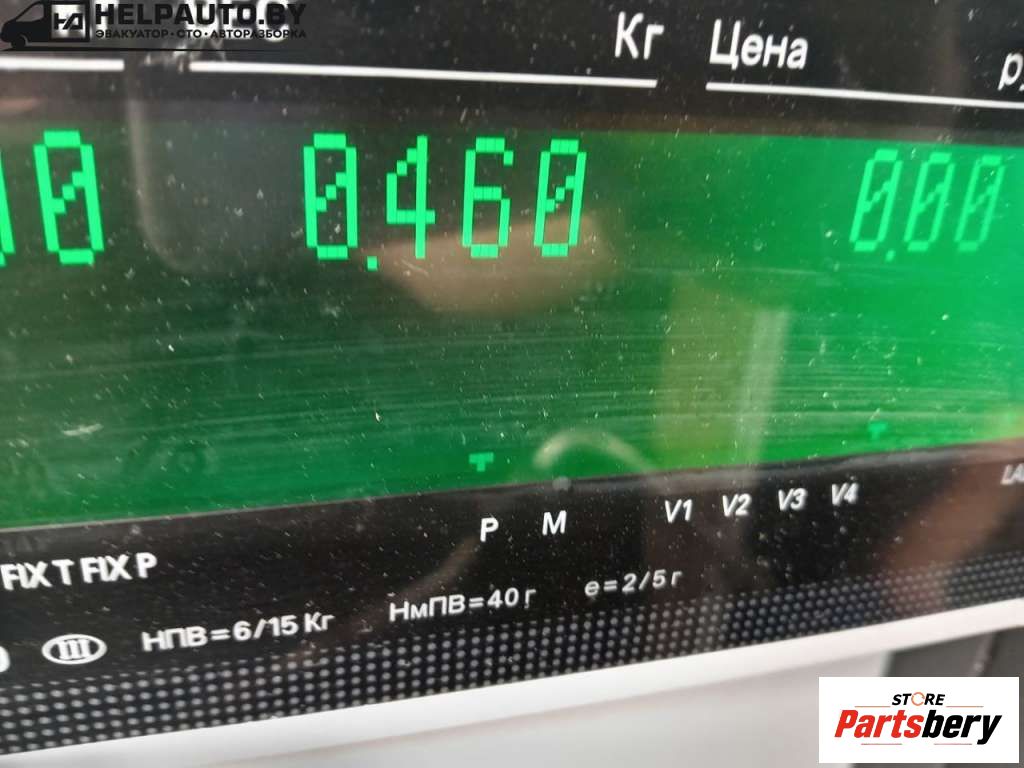 HELPAUTO.BY
ЭВАКУАТОР·СТО·АВТОРАЗБОРКА
Кг Цена
0.460 0.00
P M V1 V2 V3 V4
FIX T FIX P
III НПВ=6/15 Кг НмПВ=40 г e=2/5 г
STORE
Partsbery